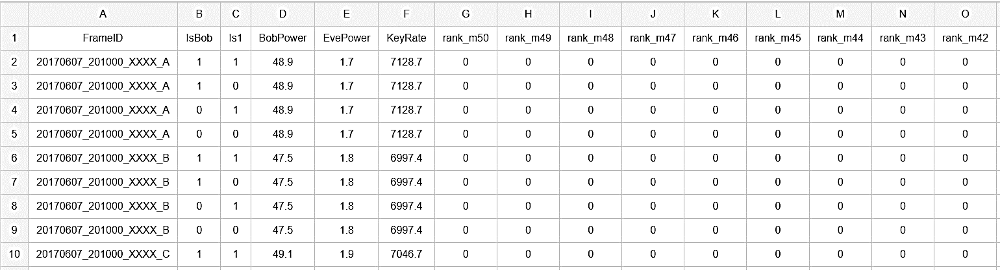 A B C D E F G H I J K L M N O
1 FrameID IsBob Is1 BobPower EvePower KeyRate rank_m50 rank_m49 rank_m48 rank_m47 rank_m46 rank_m45 rank_m44 rank_m43 rank_m42
2 20170607_201000_XXXX_A 1 1 48.9 1.7 7128.7 0 0 0 0 0 0 0 0 0
3 20170607_201000_XXXX_A 1 0 48.9 1.7 7128.7 0 0 0 0 0 0 0 0 0
4 20170607_201000_XXXX_A 0 1 48.9 1.7 7128.7 0 0 0 0 0 0 0 0 0
5 20170607_201000_XXXX_A 0 0 48.9 1.7 7128.7 0 0 0 0 0 0 0 0 0
6 20170607_201000_XXXX_B 1 1 47.5 1.8 6997.4 0 0 0 0 0 0 0 0 0
7 20170607_201000_XXXX_B 1 0 47.5 1.8 6997.4 0 0 0 0 0 0 0 0 0
8 20170607_201000_XXXX_B 0 1 47.5 1.8 6997.4 0 0 0 0 0 0 0 0 0
9 20170607_201000_XXXX_B 0 0 47.5 1.8 6997.4 0 0 0 0 0 0 0 0 0
10 20170607_201000_XXXX_C 1 1 49.1 1.9 7046.7 0 0 0 0 0 0 0 0 0